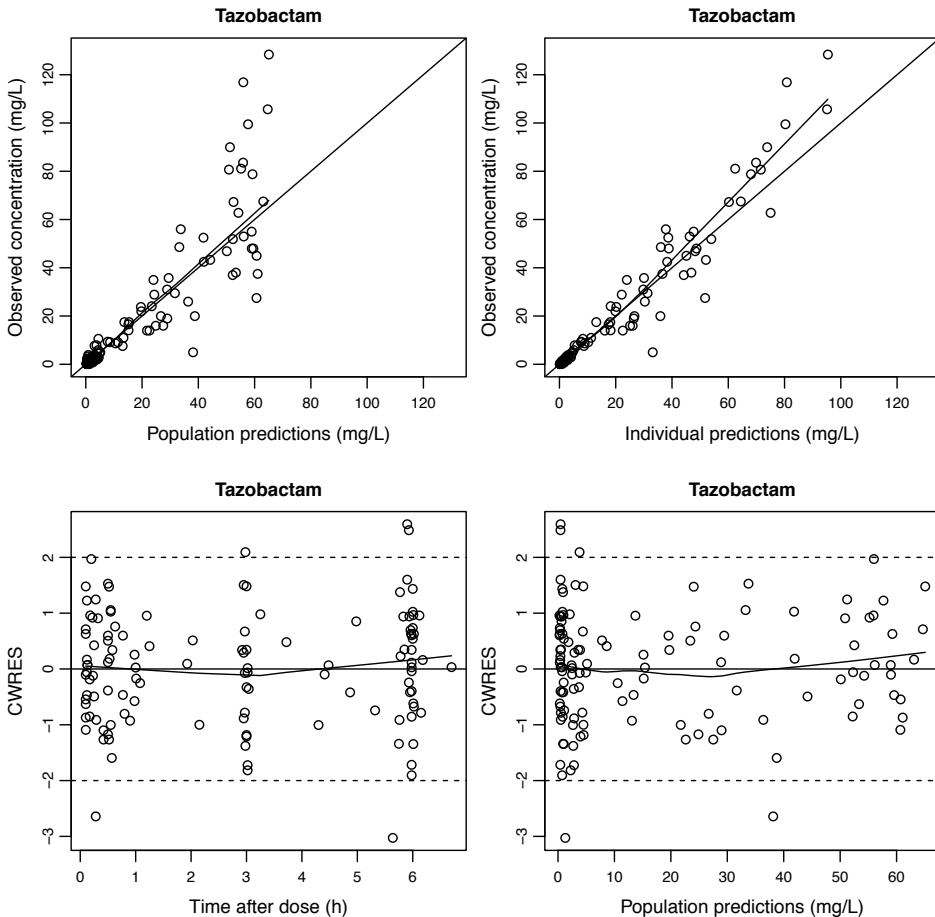 Tazobactam
Observed concentration (mg/L)
0 20 40 60 80 100 120
0 20 40 60 80 100 120
Population predictions (mg/L)
Tazobactam
Observed concentration (mg/L)
0 20 40 60 80 100 120
0 20 40 60 80 100 120
Individual predictions (mg/L)
Tazobactam
CWRES
-3 -2 -1 0 1 2
0 1 2 3 4 5 6
Time after dose (h)
Tazobactam
CWRES
-3 -2 -1 0 1 2
0 10 20 30 40 50 60
Population predictions (mg/L)